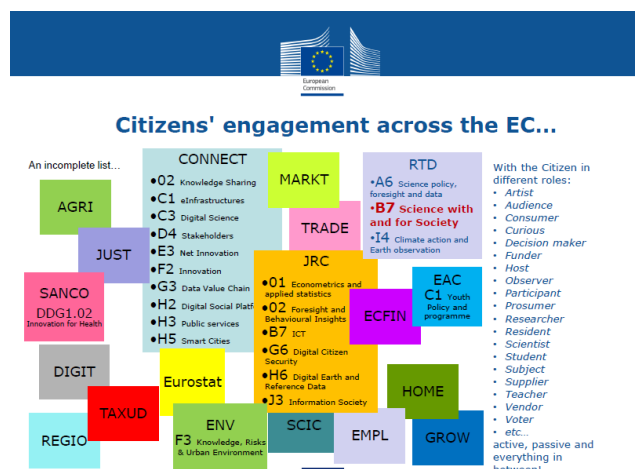 European
Commission
Citizens' engagement across the EC...
An incomplete list...
AGRI
JUST
SANCO
DDG1.02
Innovation for Health
DIGIT
TAXUD
REGIO
CONNECT
•02 Knowledge Sharing
•C1 eInfrastructures
•C3 Digital Science
•D4 Stakeholders
•E3 Net Innovation
•F2 Innovation
•G3 Data Value Chain
•H2 Digital Social Platf
•H3 Public services
•H5 Smart Cities
Eurostat
ENV
F3 Knowledge, Risks
& Urban Environment
MARKT
TRADE
JRC
•01 Econometrics and
applied statistics
•02 Foresight and
Behavioural Insights
•B7 ICT
•G6 Digital Citizen
Security
•H6 Digital Earth and
Reference Data
•J3 Information Society
SCIC
EMPL
RTD
•A6 Science policy,
foresight and data
•B7 Science with
and for Society
•I4 Climate action and
Earth observation
ECFIN
EAC
C1 Youth
Policy and
programme
HOME
GROW
With the Citizen in
different roles:
• Artist
• Audience
• Consumer
• Curious
• Decision maker
• Funder
• Host
• Observer
• Participant
• Prosumer
• Researcher
• Resident
• Scientist
• Student
• Subject
• Supplier
• Teacher
• Vendor
• Voter
• etc...
active, passive and
everything in
between!